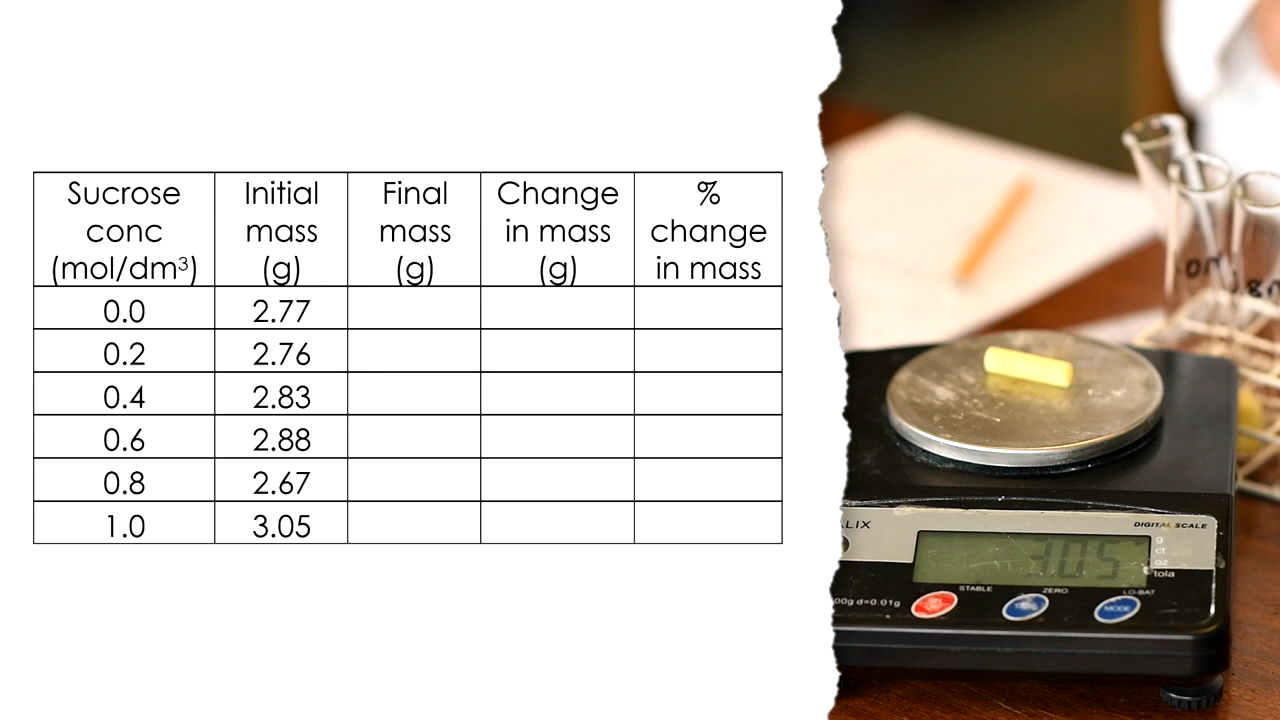 Sucrose conc (mol/dm³) Initial mass (g) Final mass (g) Change in mass (g) % change in mass
0.0 2.77
0.2 2.76
0.4 2.83
0.6 2.88
0.8 2.67
1.0 3.05
DIGITAL SCALE
3.05
g
ct
oz
tola
STABLE ZERO LO-BAT
MODE
d=0.01g